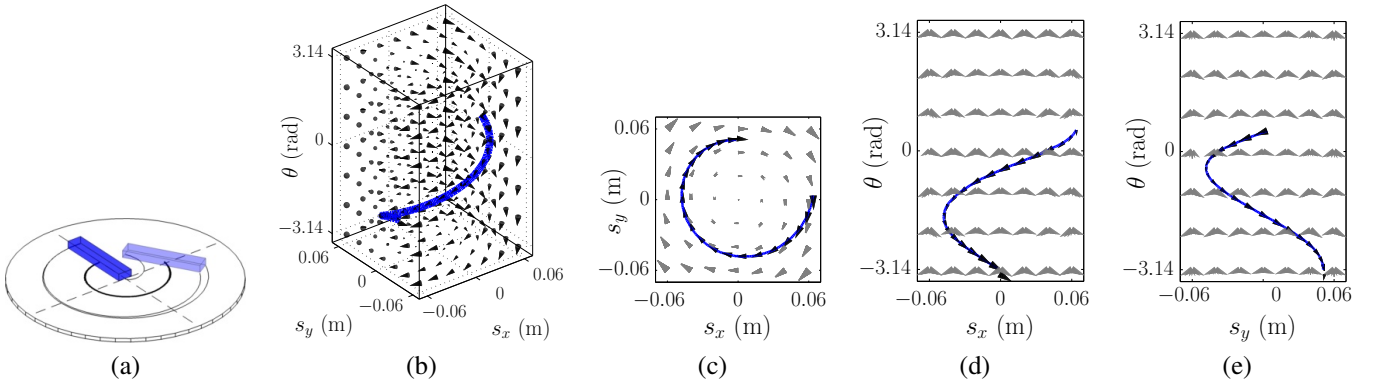 3.14
θ (rad)
0
−3.14
0.06
0
−0.06
s_y (m)
−0.06
0
0.06
s_x (m)
0.06
s_y (m)
0
−0.06
−0.06
0
0.06
s_x (m)
3.14
θ (rad)
0
−3.14
−0.06
0
0.06
s_x (m)
3.14
θ (rad)
0
−3.14
−0.06
0
0.06
s_y (m)
(a)
(b)
(c)
(d)
(e)